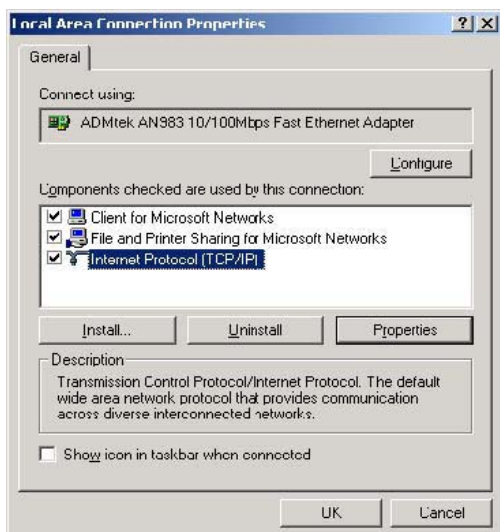 Local Area Connection Properties
General
Connect using:
ADMtek AN983 10/100Mbps Fast Ethernet Adapter
Configure
Components checked are used by this connection:
Client for Microsoft Networks
File and Printer Sharing for Microsoft Networks
Internet Protocol (TCP/IP)
Install...
Uninstall
Properties
Description
Transmission Control Protocol/Internet Protocol. The default
wide area network protocol that provides communication
across diverse interconnected networks.
Show icon in taskbar when connected
OK
Cancel